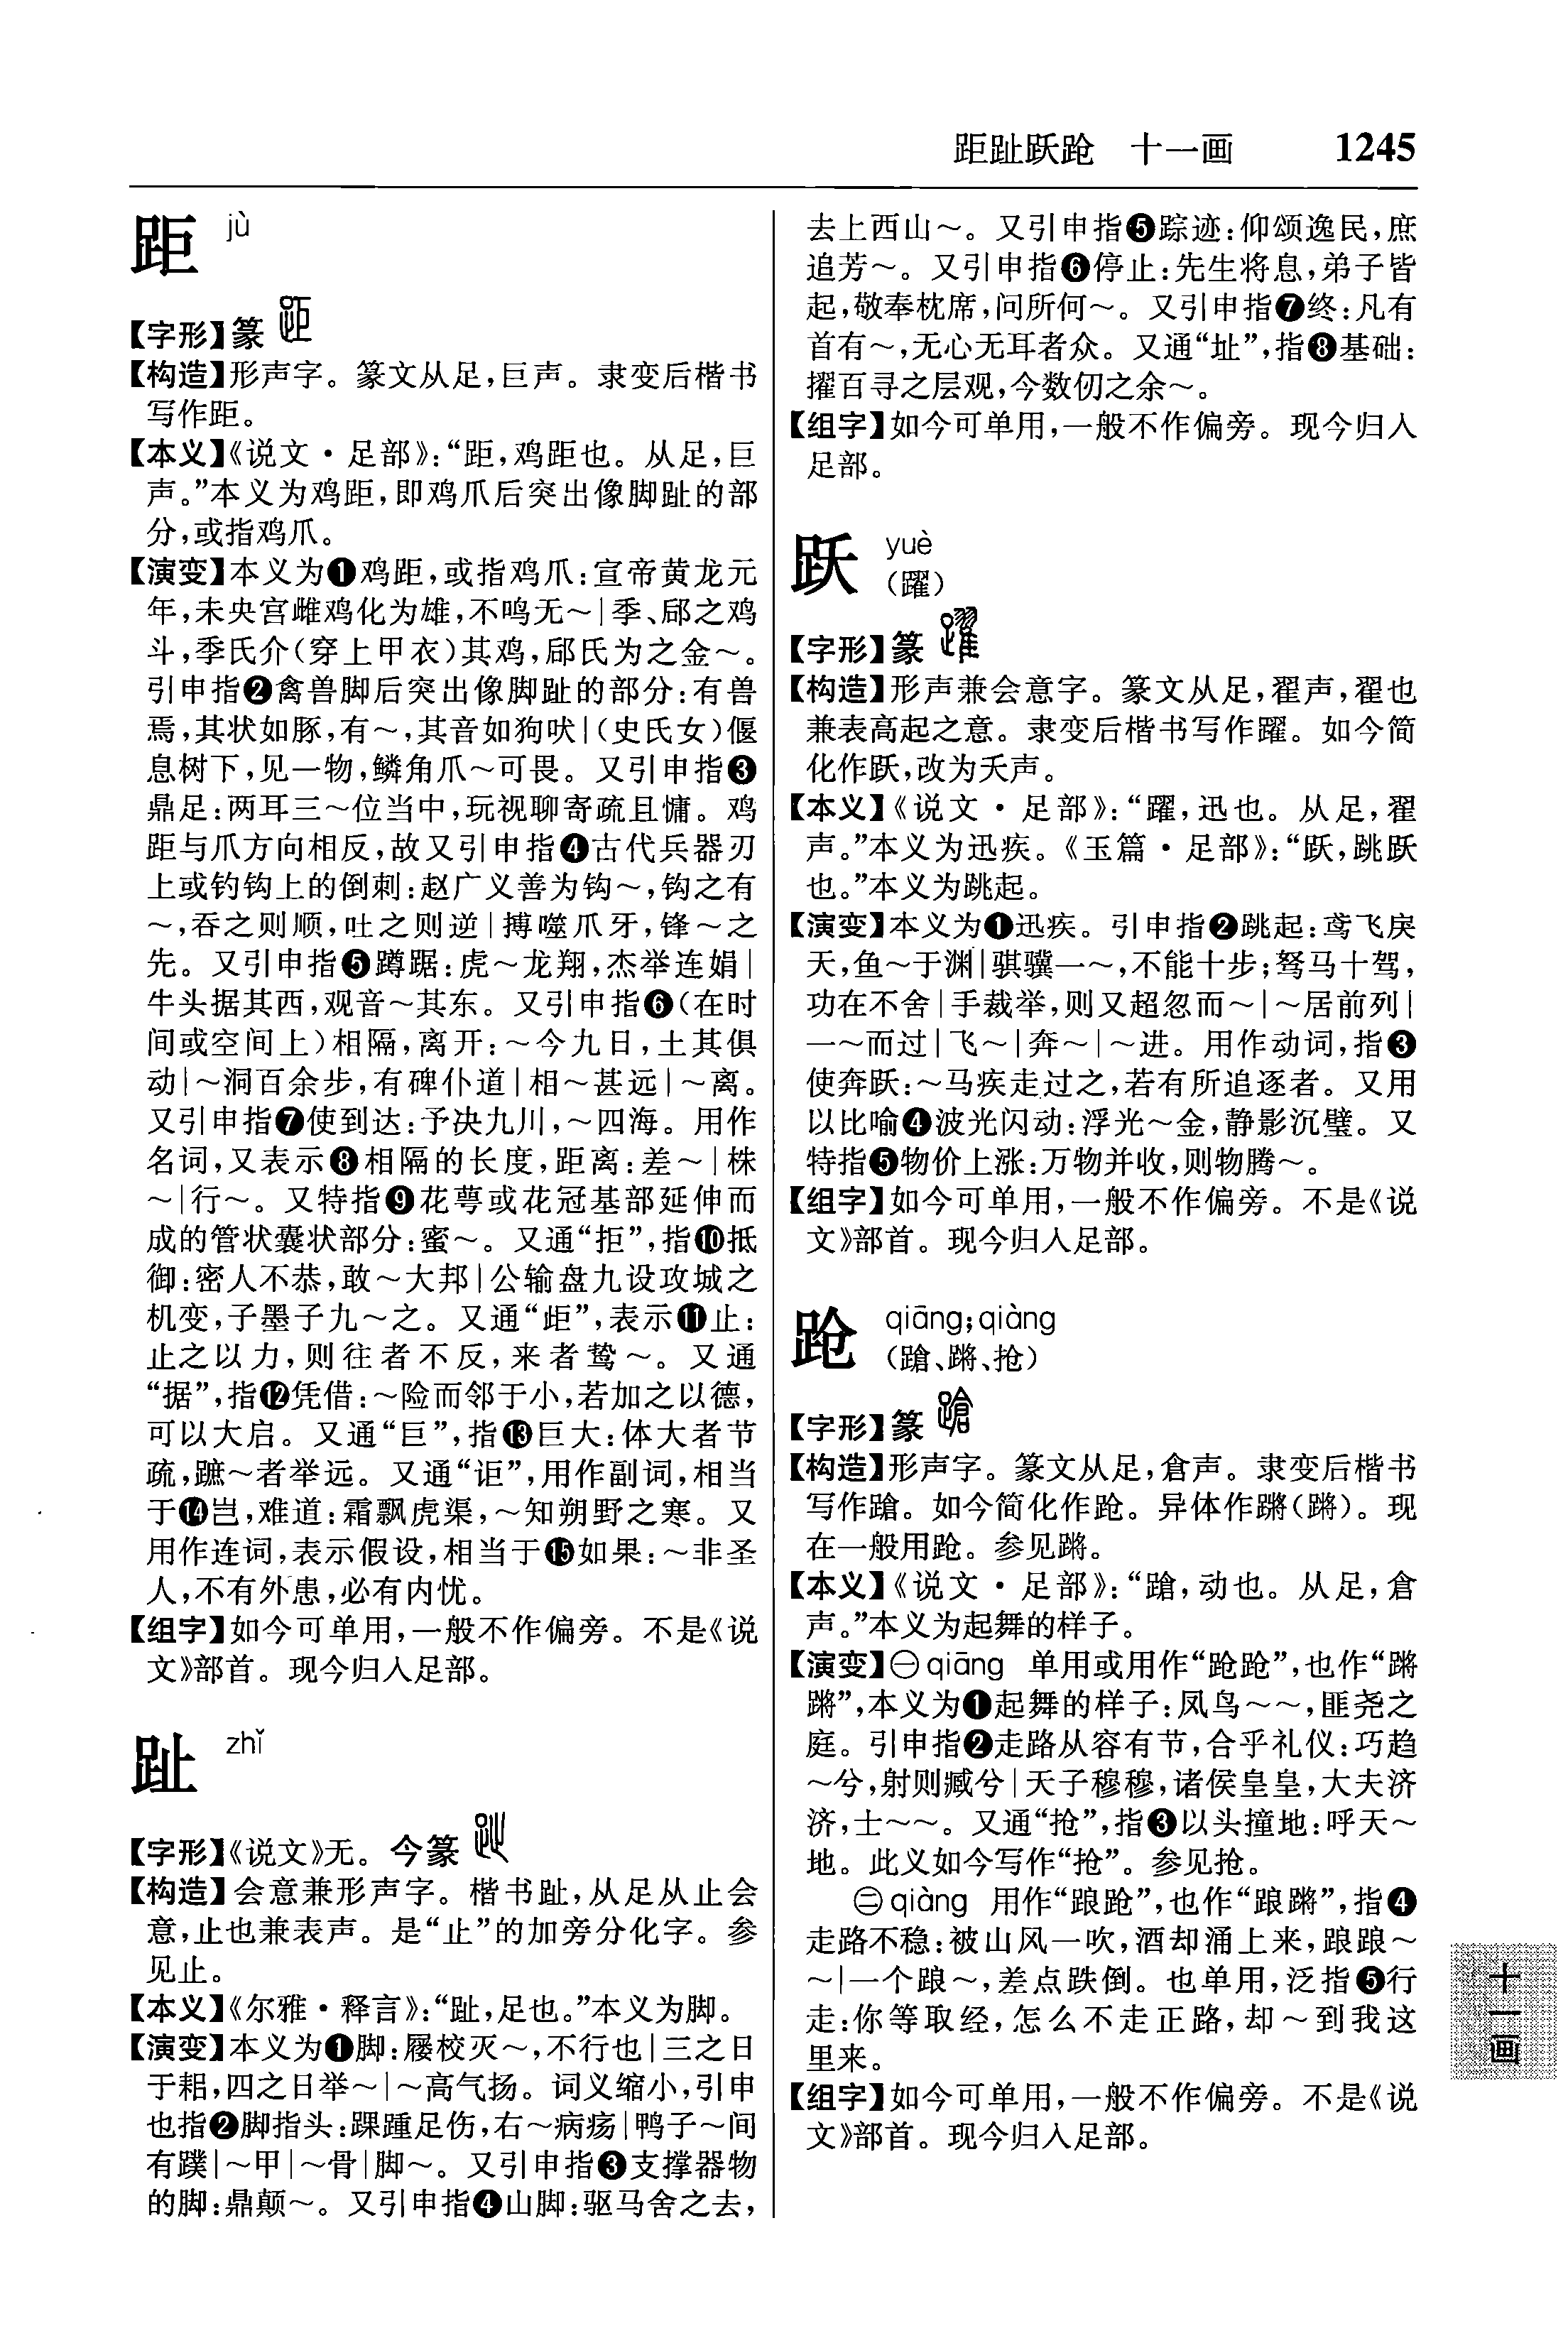 距趾跃跄 十一画 1245
距 jù
【字形】篆
【构造】形声字。篆文从足,巨声。隶变后楷书
写作距。
【本义】《说文·足部》:“距,鸡距也。从足,巨
声。”本义为鸡距,即鸡爪后突出像脚趾的部
分,或指鸡爪。
【演变】本义为❶鸡距,或指鸡爪:宣帝黄龙元
年,未央宫雌鸡化为雄,不鸣无~|季、郈之鸡
斗,季氏介(穿上甲衣)其鸡,郈氏为之金~。
引申指❷禽兽脚后突出像脚趾的部分:有兽
焉,其状如豚,有~,其音如狗吠|(史氏女)偃
息树下,见一物,鳞角爪~可畏。又引申指❸
鼎足:两耳三~位当中,玩视聊寄疏且慵。鸡
距与爪方向相反,故又引申指❹古代兵器刃
上或钓钩上的倒刺:赵广义善为钩~,钩之有
~,吞之则顺,吐之则逆|搏噬爪牙,锋~之
先。又引申指❺蹲踞:虎~龙翔,杰举连娟|
牛头据其西,观音~其东。又引申指❻(在时
间或空间上)相隔,离开:~今九日,土其俱
动|~洞百余步,有碑仆道|相~甚远|~离。
又引申指❼使到达:予决九川,~四海。用作
名词,又表示❽相隔的长度,距离:差~|株
~|行~。又特指❾花萼或花冠基部延伸而
成的管状囊状部分:蜜~。又通“拒”,指❿抵
御:密人不恭,敢~大邦|公输盘九设攻城之
机变,子墨子九~之。又通“歫”,表示⓫止:
止之以力,则往者不反,来者鸷~。又通
“据”,指⓬凭借:~险而邻于小,若加之以德,
可以大启。又通“巨”,指⓭巨大:体大者节
疏,蹠~者举远。又通“讵”,用作副词,相当
于⓮岂,难道:霜飘虎渠,~知朔野之寒。又
用作连词,表示假设,相当于⓯如果:~非圣
人,不有外患,必有内忧。
【组字】如今可单用,一般不作偏旁。不是《说
文》部首。现今归入足部。
趾 zhǐ
【字形】《说文》无。今篆
【构造】会意兼形声字。楷书趾,从足从止会
意,止也兼表声。是“止”的加旁分化字。参
见止。
【本义】《尔雅·释言》:“趾,足也。”本义为脚。
【演变】本义为❶脚:屦校灭~,不行也|三之日
于耜,四之日举~|~高气扬。词义缩小,引申
也指❷脚指头:踝踵足伤,右~病疡|鸭子~间
有蹼|~甲|~骨|脚~。又引申指❸支撑器物
的脚:鼎颠~。又引申指❹山脚:驱马舍之去,
去上西山~。又引申指❺踪迹:仰颂逸民,庶
追芳~。又引申指❻停止:先生将息,弟子皆
起,敬奉枕席,问所何~。又引申指❼终:凡有
首有~,无心无耳者众。又通“址”,指❽基础:
擢百寻之层观,今数仞之余~。
【组字】如今可单用,一般不作偏旁。现今归入
足部。
跃 yuè
(躍)
【字形】篆
【构造】形声兼会意字。篆文从足,翟声,翟也
兼表高起之意。隶变后楷书写作躍。如今简
化作跃,改为夭声。
【本义】《说文·足部》:“躍,迅也。从足,翟
声。”本义为迅疾。《玉篇·足部》:“跃,跳跃
也。”本义为跳起。
【演变】本义为❶迅疾。引申指❷跳起:鸢飞戾
天,鱼~于渊|骐骥一~,不能十步;驽马十驾,
功在不舍|手裁举,则又超忽而~|~居前列|
一~而过|飞~|奔~|~进。用作动词,指❸
使奔跃:~马疾走过之,若有所追逐者。又用
以比喻❹波光闪动:浮光~金,静影沉璧。又
特指❺物价上涨:万物并收,则物腾~。
【组字】如今可单用,一般不作偏旁。不是《说
文》部首。现今归入足部。
跄 qiāng;qiàng
(蹌、蹡、抢)
【字形】篆
【构造】形声字。篆文从足,倉声。隶变后楷书
写作蹌。如今简化作跄。异体作蹡(蹡)。现
在一般用跄。参见蹡。
【本义】《说文·足部》:“蹌,动也。从足,倉
声。”本义为起舞的样子。
【演变】㊀qiāng 单用或用作“跄跄”,也作“蹡
蹡”,本义为❶起舞的样子:凤鸟~~,匪尧之
庭。引申指❷走路从容有节,合乎礼仪:巧趋
~兮,射则臧兮|天子穆穆,诸侯皇皇,大夫济
济,士~~。又通“抢”,指❸以头撞地:呼天~
地。此义如今写作“抢”。参见抢。
㊁qiàng 用作“踉跄”,也作“踉蹡”,指❹
走路不稳:被山风一吹,酒却涌上来,踉踉~
~|一个踉~,差点跌倒。也单用,泛指❺行
走:你等取经,怎么不走正路,却~到我这
里来。
【组字】如今可单用,一般不作偏旁。不是《说
文》部首。现今归入足部。
十一画